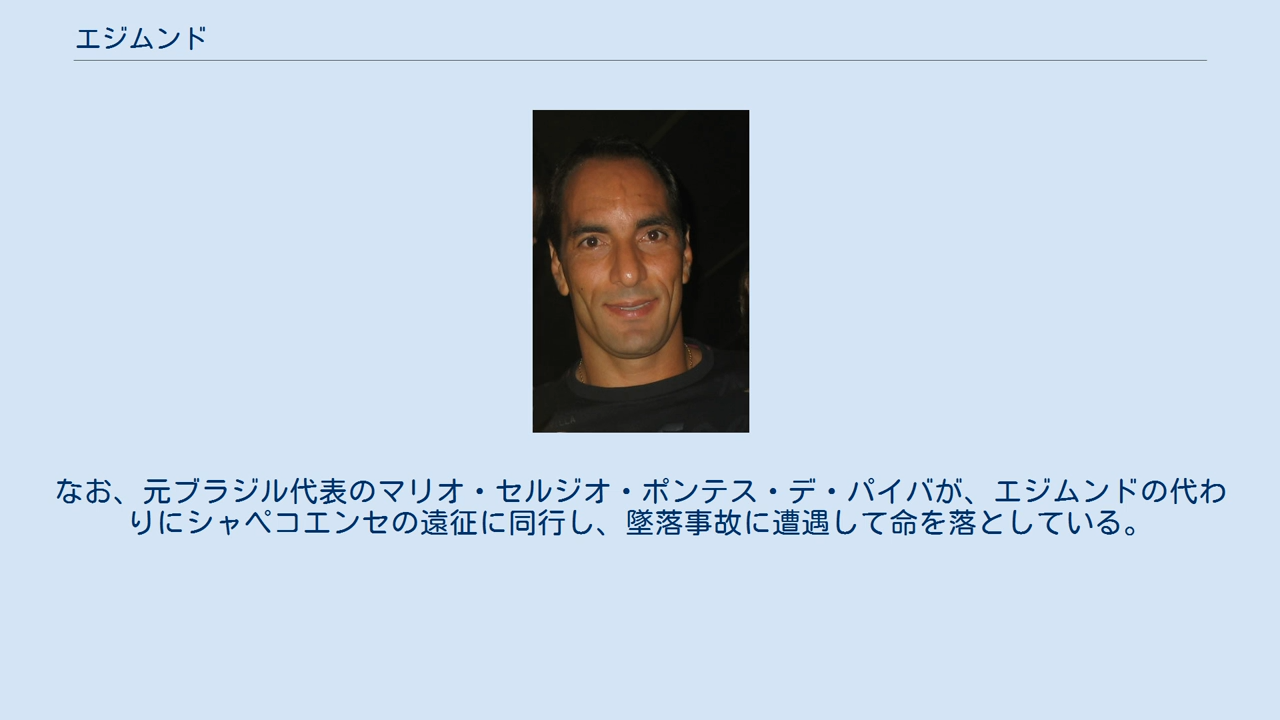 エジムンド
なお、元ブラジル代表のマリオ・セルジオ・ポンテス・デ・パイバが、エジムンドの代わ
りにシャペコエンセの遠征に同行し、墜落事故に遭遇して命を落としている。